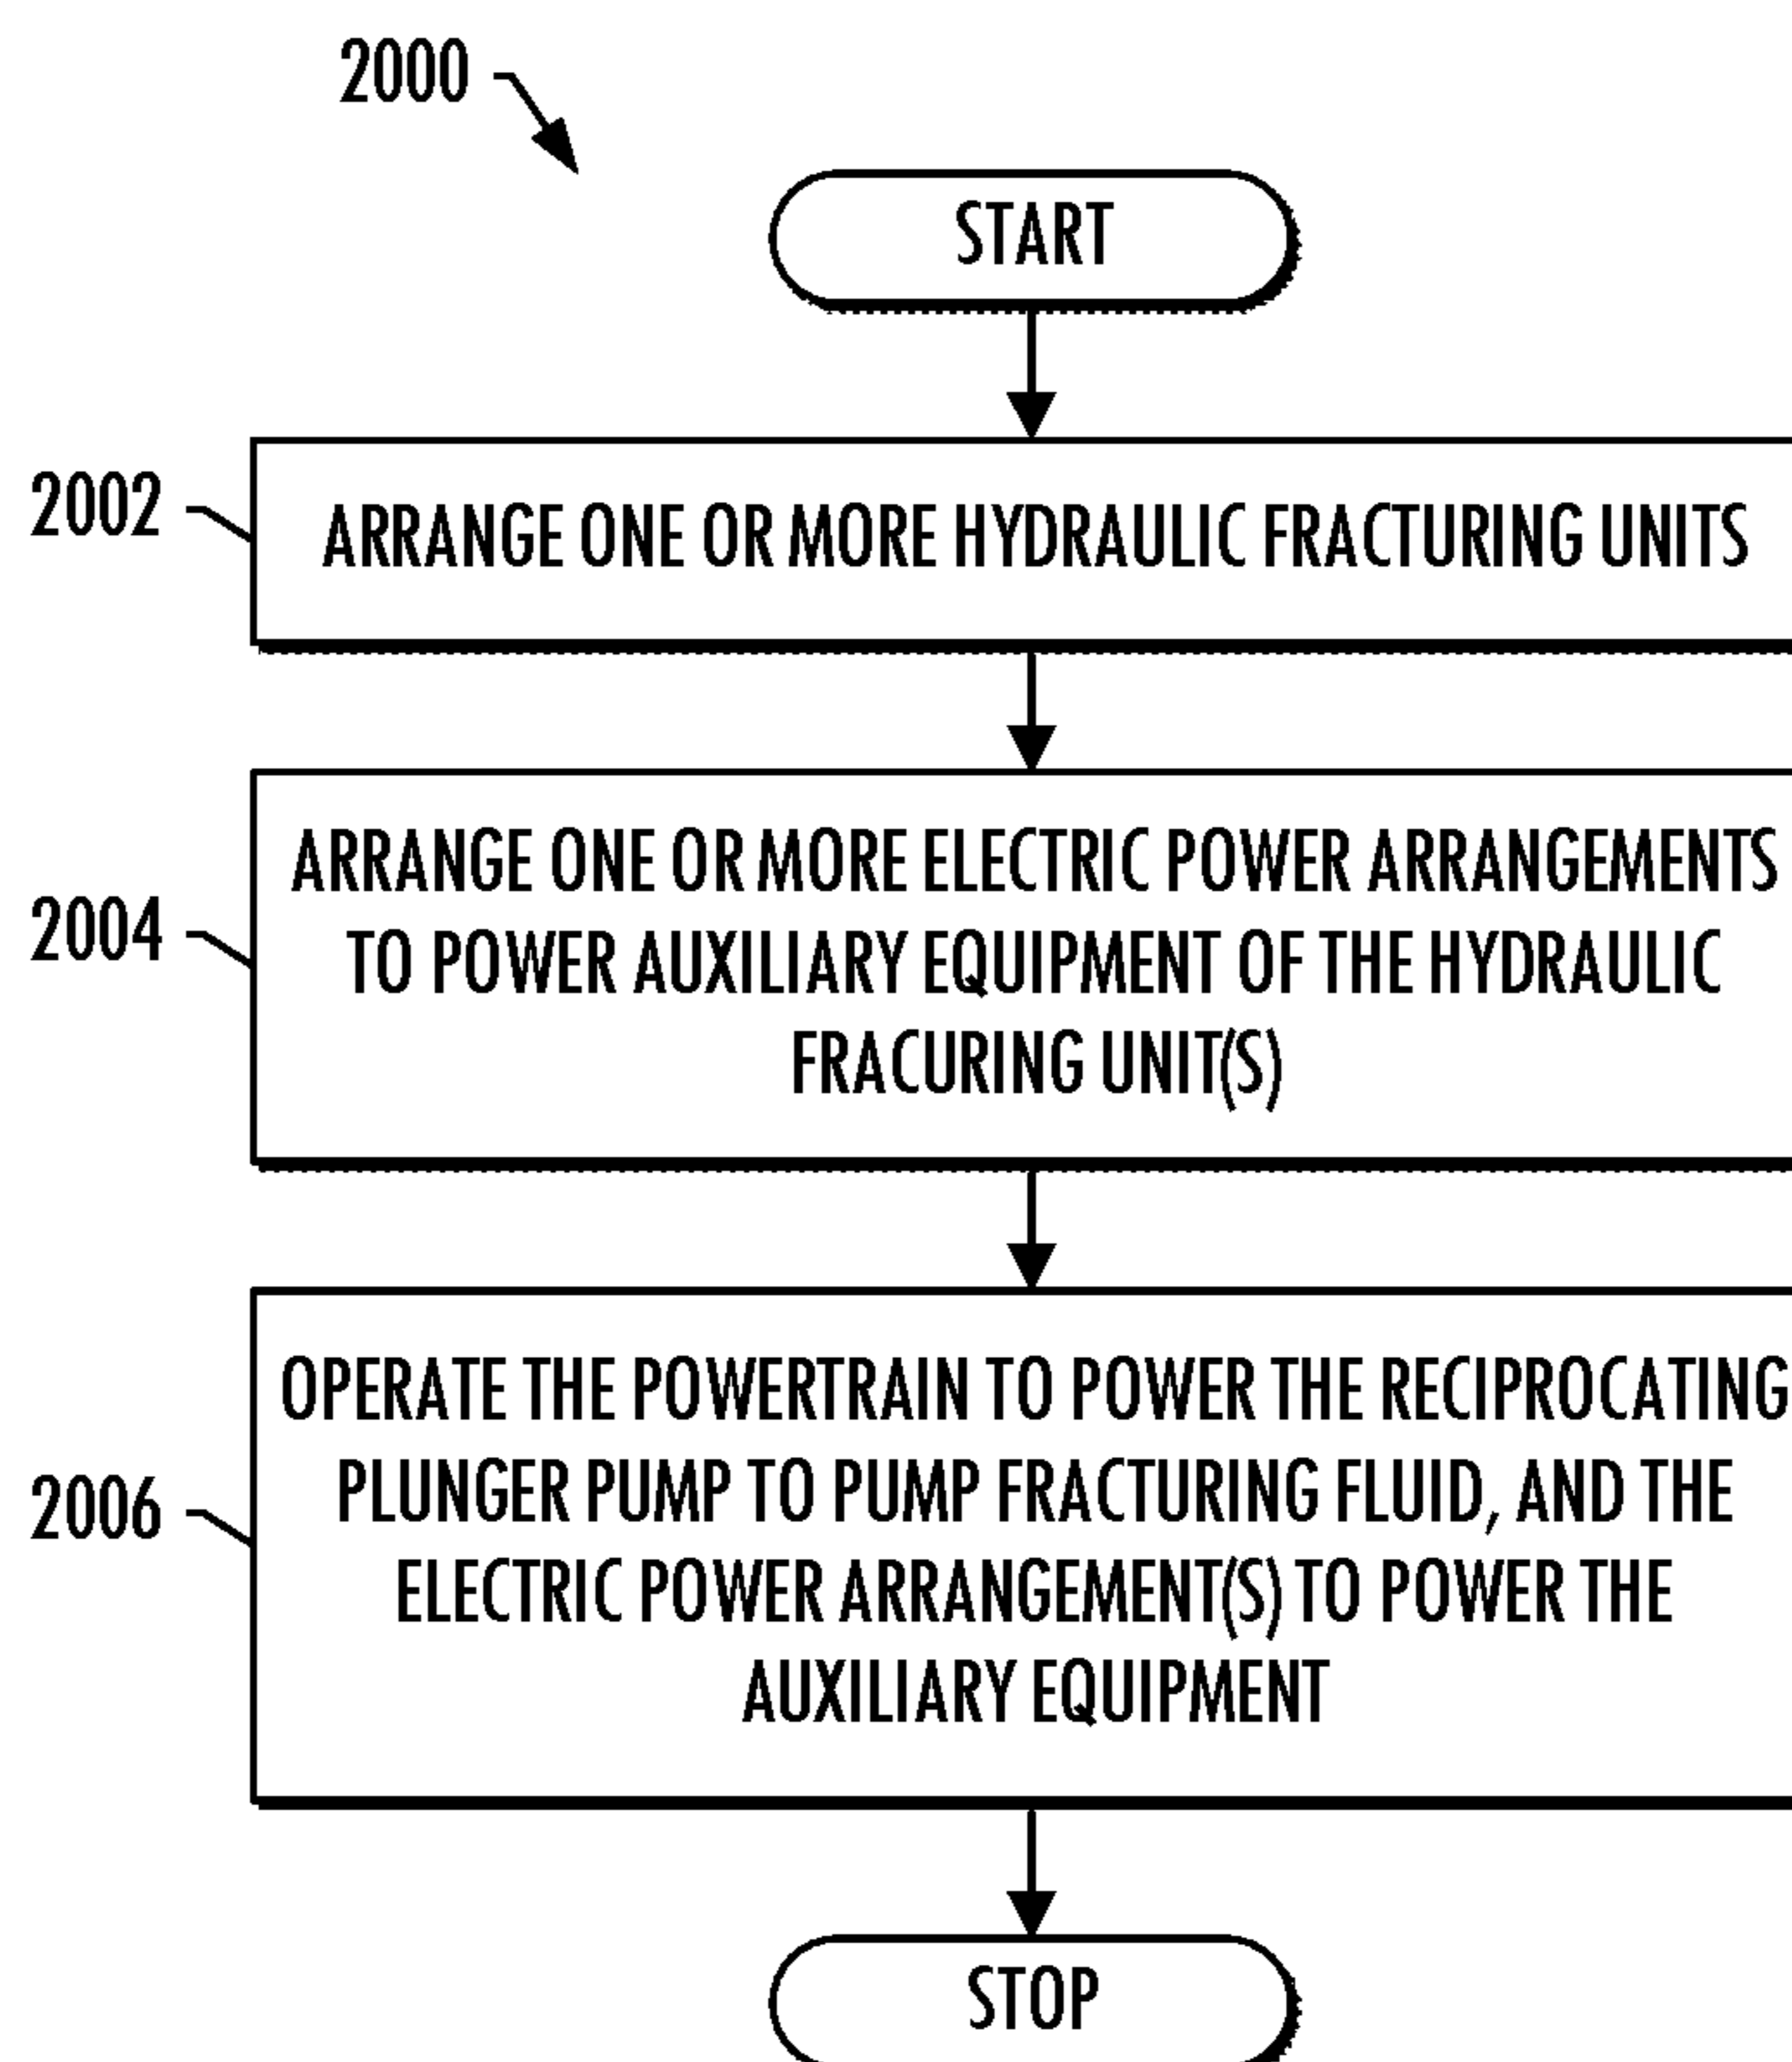 2000
START
2002
ARRANGE ONE OR MORE HYDRAULIC FRACTURING UNITS
2004
ARRANGE ONE OR MORE ELECTRIC POWER ARRANGEMENTS
TO POWER AUXILIARY EQUIPMENT OF THE HYDRAULIC
FRACURING UNIT(S)
2006
OPERATE THE POWERTRAIN TO POWER THE RECIPROCATING
PLUNGER PUMP TO PUMP FRACTURING FLUID, AND THE
ELECTRIC POWER ARRANGEMENT(S) TO POWER THE
AUXILIARY EQUIPMENT
STOP